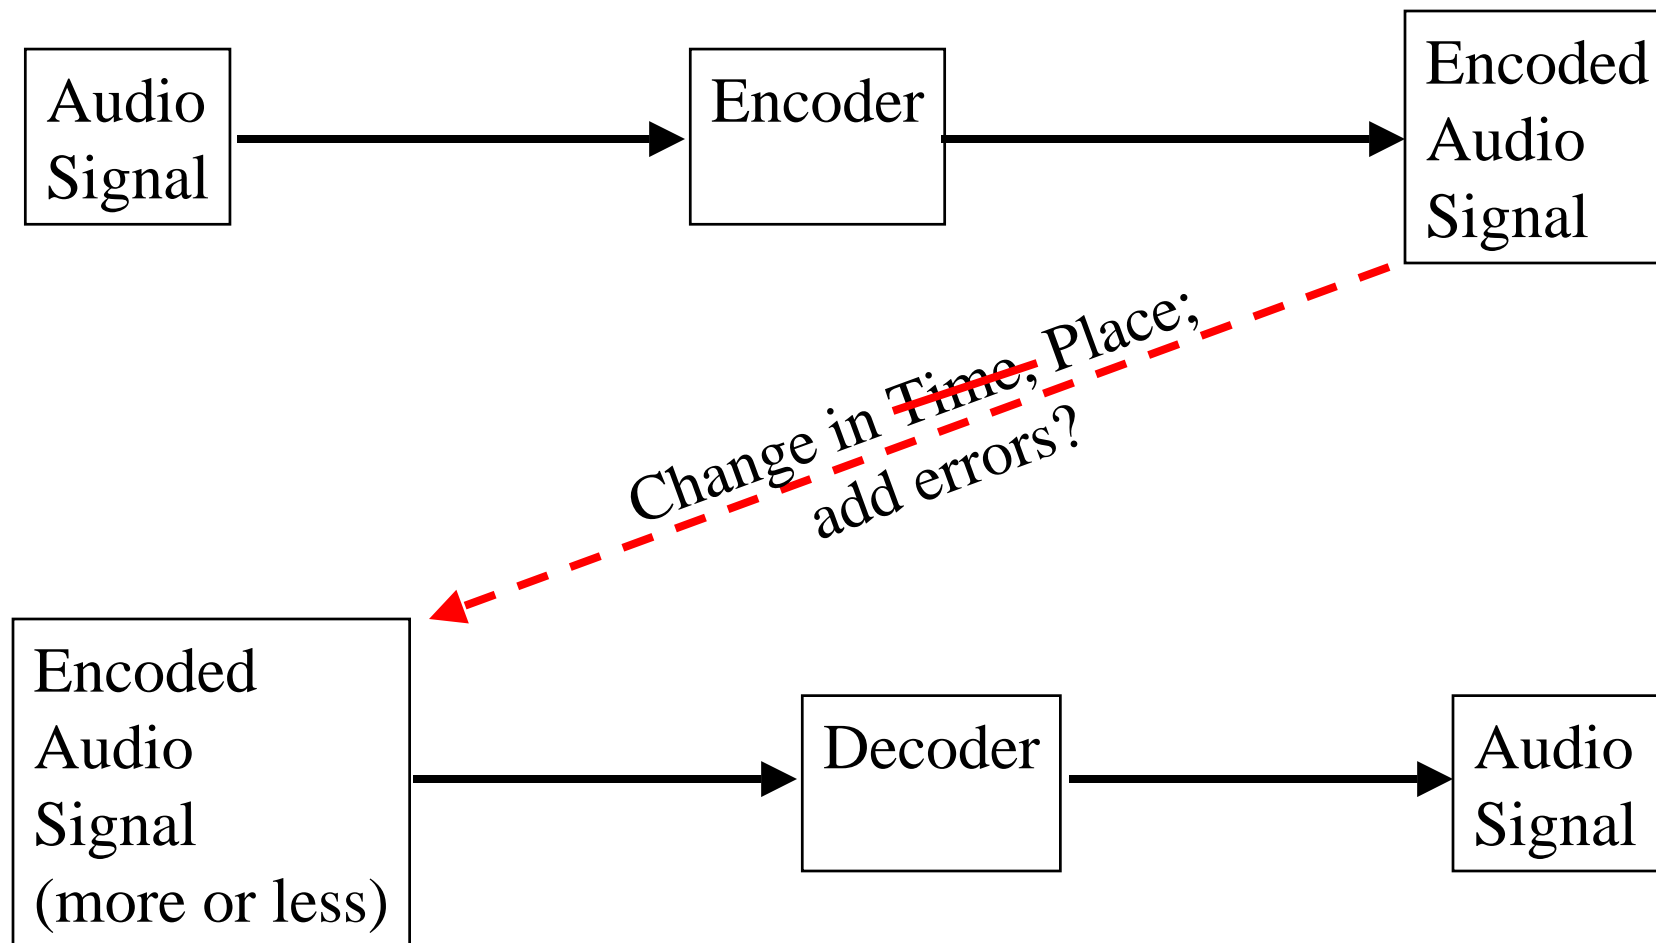 Audio
Signal
Encoder
Encoded
Audio
Signal
Change in Time, Place;
add errors?
Encoded
Audio
Signal
(more or less)
Decoder
Audio
Signal